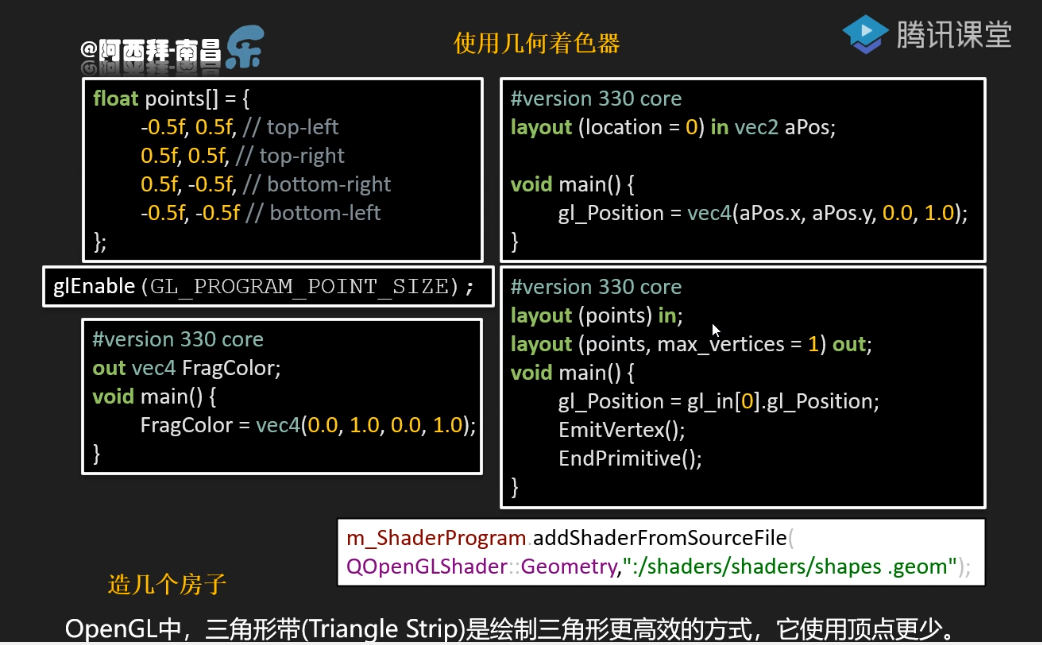 @阿西拜-南昌
使用几何着色器
腾讯课堂
float points[] = {
-0.5f, 0.5f, // top-left
0.5f, 0.5f, // top-right
0.5f, -0.5f, // bottom-right
-0.5f, -0.5f // bottom-left
};
#version 330 core
layout (location = 0) in vec2 aPos;
void main() {
gl_Position = vec4(aPos.x, aPos.y, 0.0, 1.0);
}
glEnable(GL_PROGRAM_POINT_SIZE);
#version 330 core
out vec4 FragColor;
void main() {
FragColor = vec4(0.0, 1.0, 0.0, 1.0);
}
#version 330 core
layout (points) in;
layout (points, max_vertices = 1) out;
void main() {
gl_Position = gl_in[0].gl_Position;
EmitVertex();
EndPrimitive();
}
m_ShaderProgram.addShaderFromSourceFile(
QOpenGLShader::Geometry,":/shaders/shaders/shapes .geom");
造几个房子
OpenGL中，三角形带(Triangle Strip)是绘制三角形更高效的方式，它使用顶点更少。